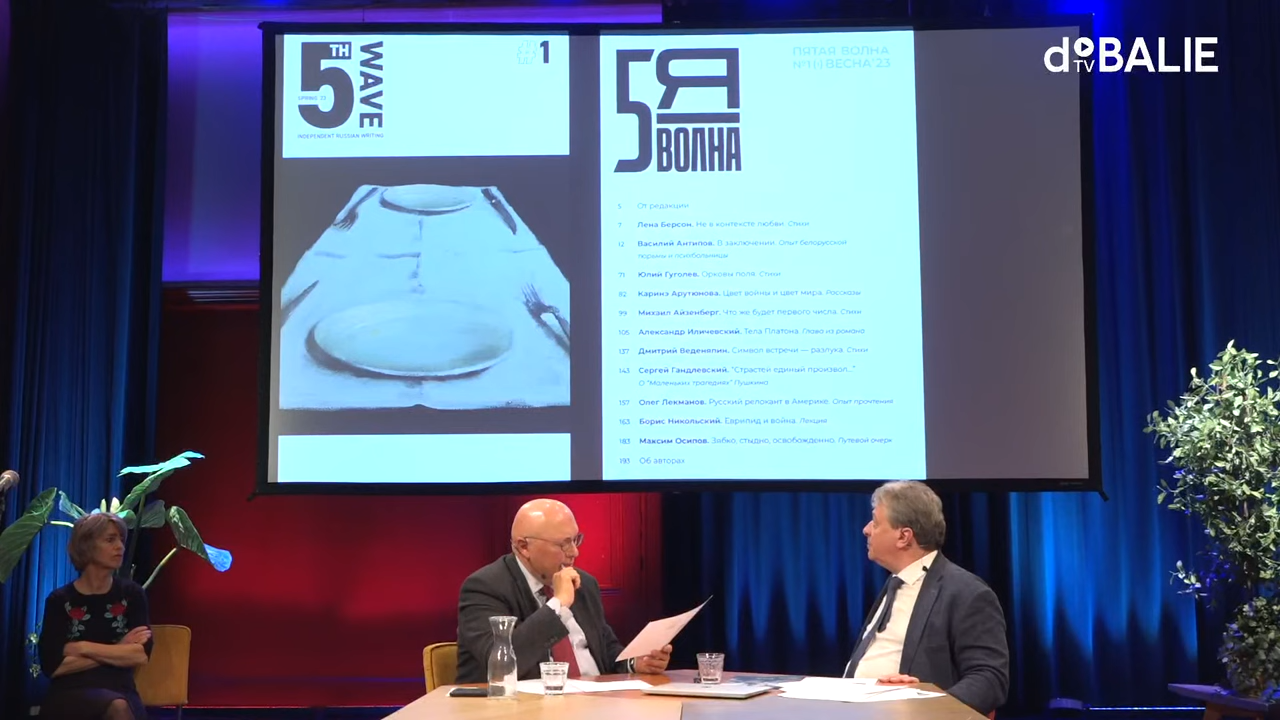 dePBALIE
TV
5TH
WAVE
SPRING 23
INDEPENDENT RUSSIAN WRITING
#1
5Я
ВОЛНА
ПЯТАЯ ВОЛНА
№1(1) ВЕСНА'23
5 От редакции
7 Лена Берсон. Не в контексте любви. Стихи
12 Василий Антипов. В заключении. Опыт белорусской
тюрьмы и психбольницы
71 Юлий Гуголев. Орковы поля. Стихи
82 Каринэ Арутюнова. Цвет войны и цвет мира. Рассказы
99 Михаил Айзенберг. Что же будет первого числа. Стихи
105 Александр Иличевский. Тела Платона. Глава из романа
137 Дмитрий Веденяпин. Символ встречи — разлука. Стихи
143 Сергей Гандлевский. "Страстей единый произвол..."
О "Маленьких трагедиях" Пушкина
157 Олег Лекманов. Русский релокант в Америке. Опыт прочтения
163 Борис Никольский. Еврипид и война. Лекция
183 Максим Осипов. Зябко, стыдно, освобожденно. Путевой очерк
193 Об авторах